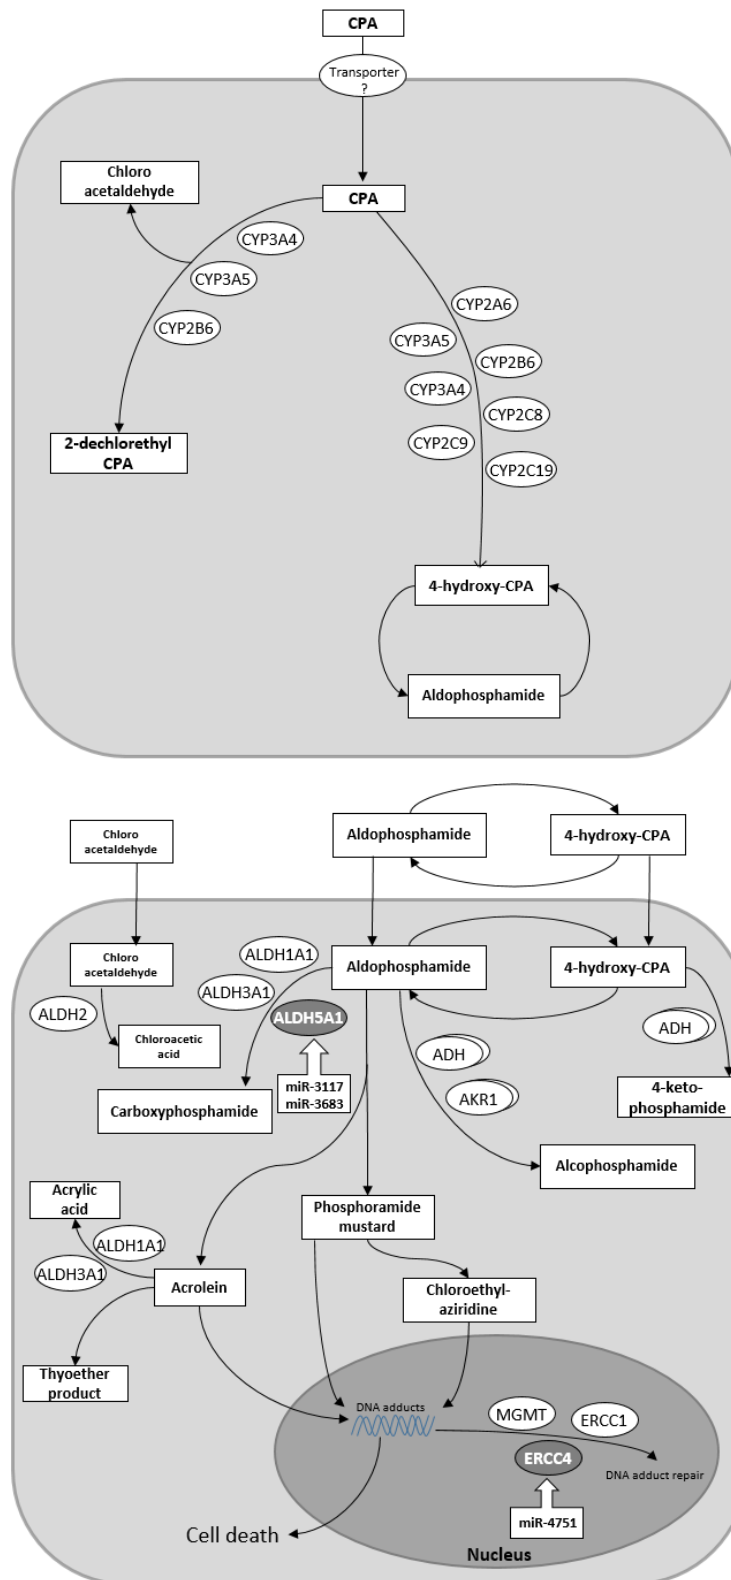 CPA
Transporter
?
Chloro
acetaldehyde
CPA
CYP3A4
CYP3A5
CYP2B6
CYP2A6
CYP3A5
CYP2B6
CYP3A4
CYP2C8
CYP2C9
CYP2C19
2-dechlorethyl
CPA
4-hydroxy-CPA
Aldophosphamide
Chloro
acetaldehyde
Aldophosphamide
4-hydroxy-CPA
Chloro
acetaldehyde
ALDH1A1
Aldophosphamide
4-hydroxy-CPA
ALDH3A1
ALDH2
ALDH5A1
ADH
ADH
Chloroacetic
acid
miR-3117
miR-3683
AKR1
4-keto-
phosphamide
Carboxyphosphamide
Alcophosphamide
Acrylic
acid
Phosphoramide
mustard
ALDH1A1
ALDH3A1
Acrolein
Chloroethyl-
aziridine
Thyoether
product
DNA adducts
MGMT
ERCC1
ERCC4
DNA adduct repair
miR-4751
Cell death
Nucleus